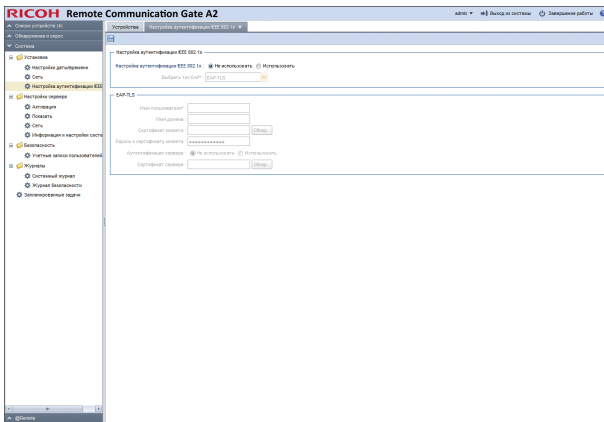 RICOH Remote Communication Gate A2
admin Выход из системы Завершение работы
Список устройств (4)
Обнаружение и опрос
Система
Установка
Настройки даты/времени
Сеть
Настройка аутентификации IEEE
Настройки сервера
Активация
Показать
Сеть
Информация и настройки систе
Безопасность
Учетные записи пользователей
Журналы
Системный журнал
Журнал безопасности
Запланированные задачи
@Remote
Устройства Настройка аутентификации IEEE 802.1x
Настройка аутентификации IEEE 802.1x
Настройка аутентификации IEEE 802.1x: Не использовать Использовать
Выбрать тип EAP* EAP-TLS
EAP-TLS
Имя пользователя*
Имя домена
Сертификат клиента Обзор...
Пароль к сертификату клиента
Аутентификация сервера: Не использовать Использовать
Сертификат сервера Обзор...